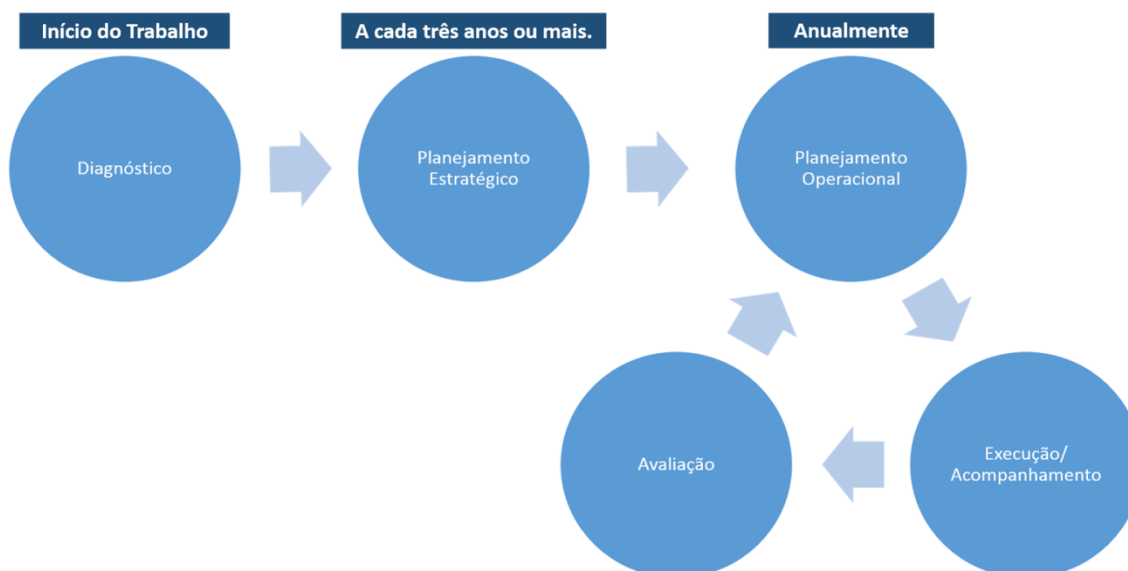 Início do Trabalho
A cada três anos ou mais.
Anualmente
Diagnóstico
Planejamento
Estratégico
Planejamento
Operacional
Avaliação
Execução/
Acompanhamento